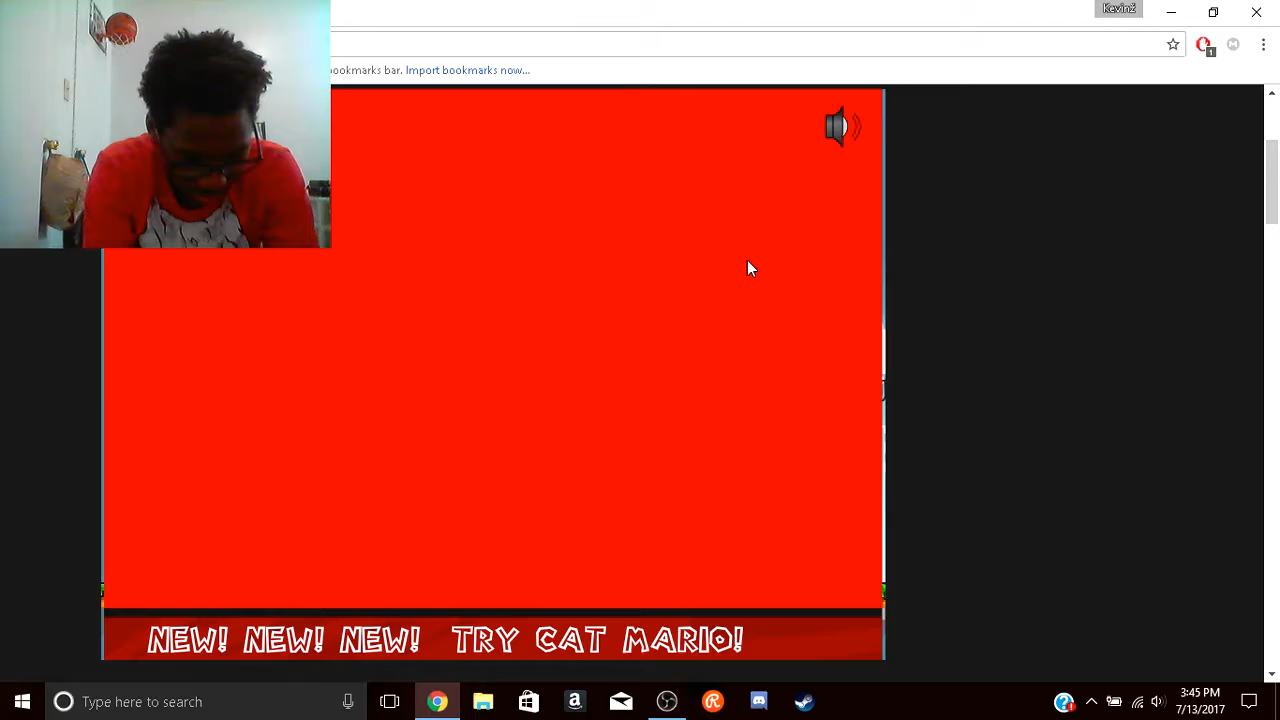 Kevinž
ookmarks bar. Import bookmarks now...
1
NEW! NEW! NEW! TRY CAT MARIO!
Type here to search
3:45 PM
7/13/2017